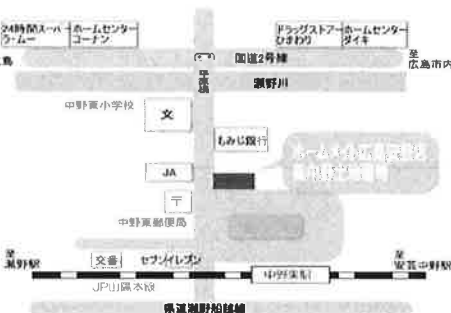 24時間スーパー
ラ・ムー
ホームセンター
コーナン
ドラッグストアー
ひまわり
ホームセンター
ダイキ
島
国道2号線
至
広島市内
平原橋
瀬野川
中野東小学校
文
もみじ銀行
JA
〒
中野東郵便局
至
瀬野駅
交番
セブンイレブン
中野東駅
至
安芸中野駅
JR山陽本線
県道瀬野船越線